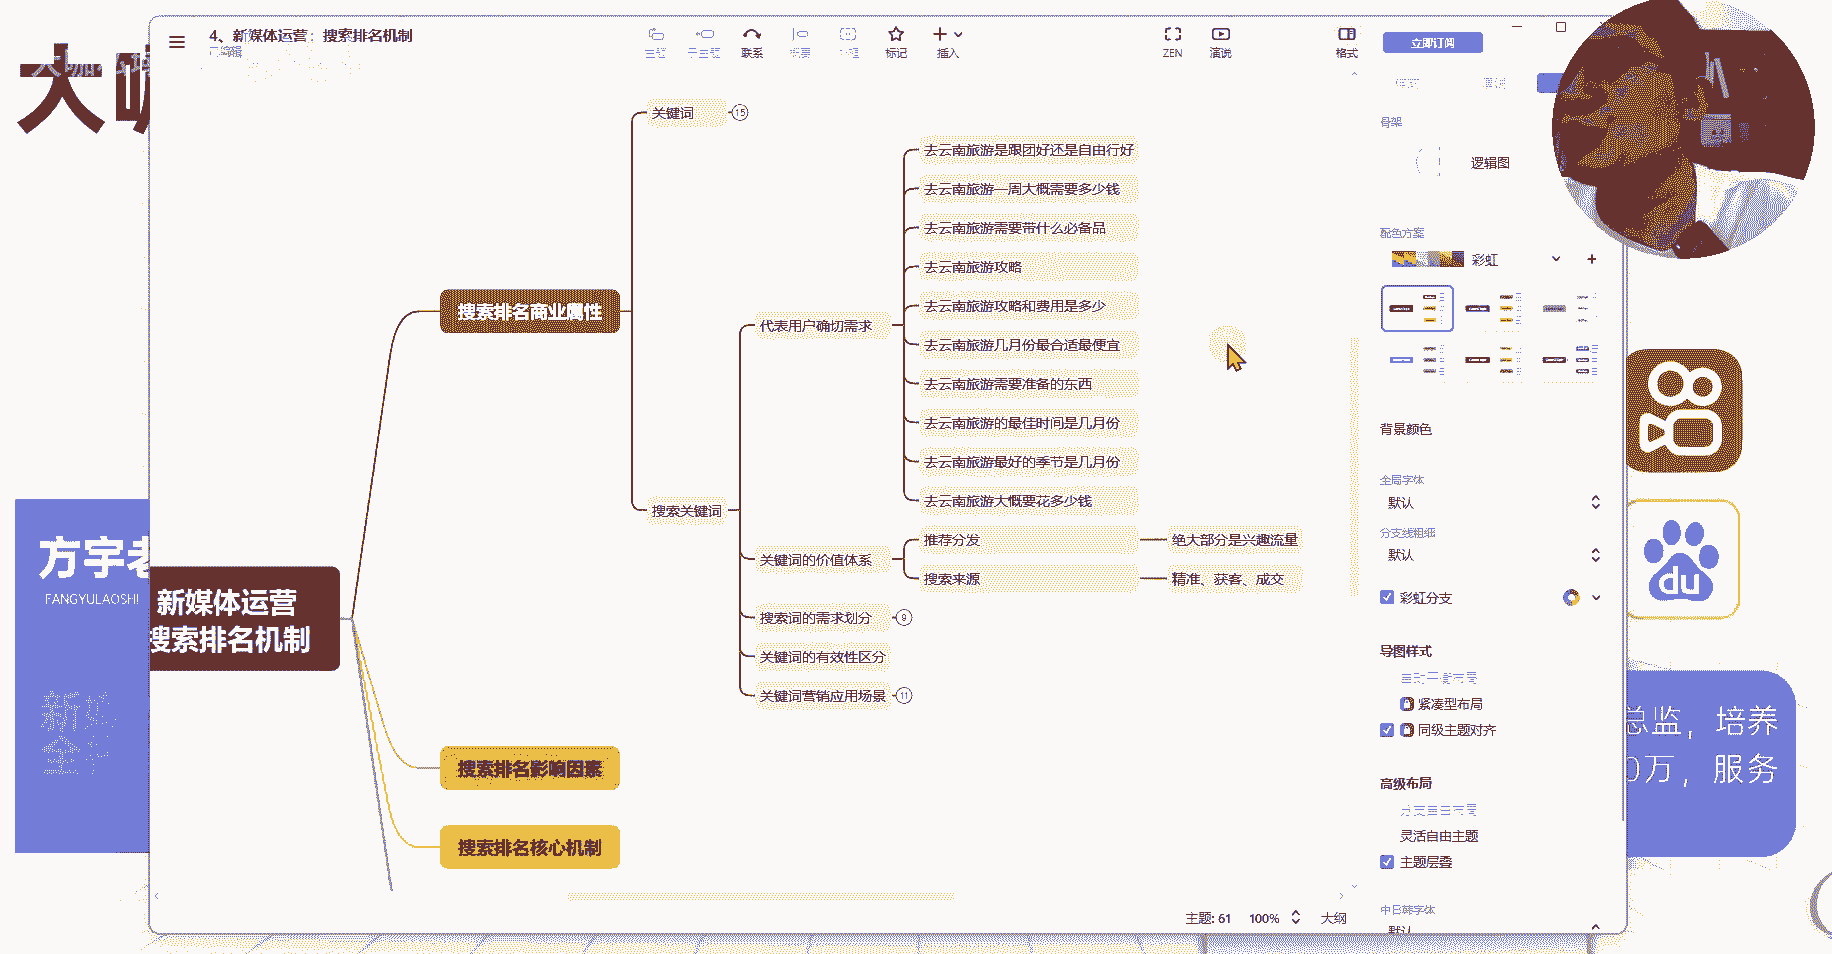 4、新媒体运营：搜索排名机制
已编辑
主题
子主题
联系
概要
外框
标记
插入
ZEN
演说
格式
立即订阅
大咖
方宇老
FANGYULAOSHI
新媒体运营
搜索排名机制
搜索排名商业属性
搜索排名影响因素
搜索排名核心机制
关键词
15
搜索关键词
代表用户确切需求
去云南旅游是跟团好还是自由行好
去云南旅游一周大概需要多少钱
去云南旅游需要带什么必备品
去云南旅游攻略
去云南旅游攻略和费用是多少
去云南旅游几月份最合适最便宜
去云南旅游需要准备的东西
去云南旅游的最佳时间是几月份
去云南旅游最好的季节是几月份
去云南旅游大概要花多少钱
关键词的价值体系
推荐分发
绝大部分是兴趣流量
搜索来源
精准、获客、成交
搜索词的需求划分
9
关键词的有效性区分
关键词营销应用场景
11
骨架
逻辑图
配色方案
彩虹
背景颜色
全局字体
默认
分支线粗细
默认
彩虹分支
导图样式
自动平衡布局
紧凑型布局
同级主题对齐
高级布局
分支自由布局
灵活自由主题
主题层叠
中日韩字体
默认
主题: 61
100%
大纲
du
总监，培养
0万，服务